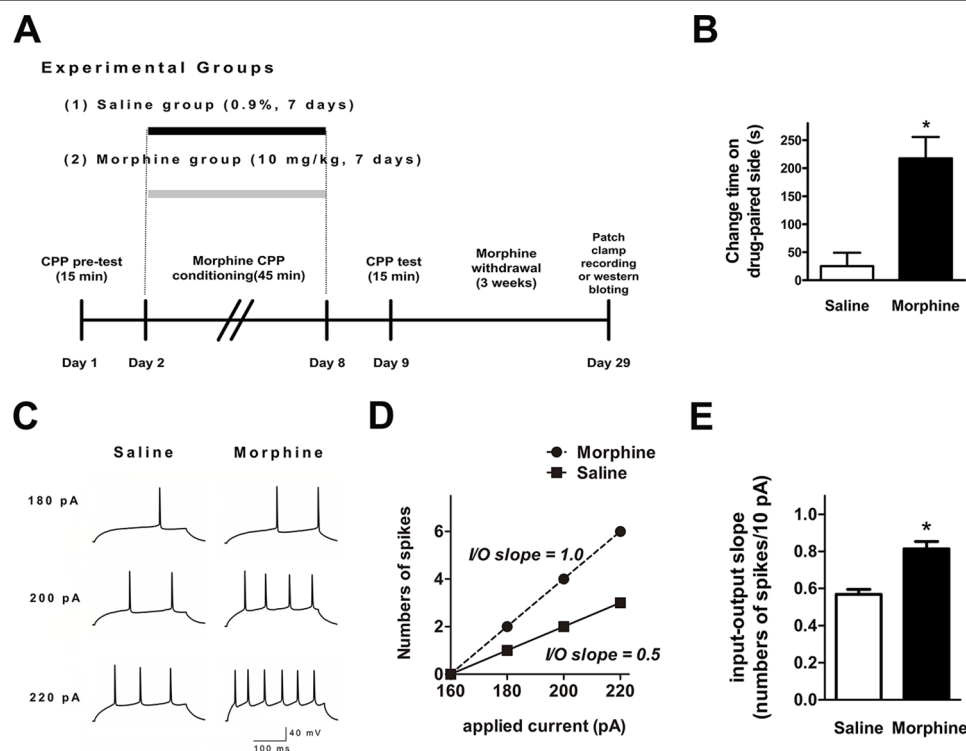 A
Experimental Groups
(1) Saline group (0.9%, 7 days)
(2) Morphine group (10 mg/kg, 7 days)
CPP pre-test
(15 min)
Morphine CPP
conditioning(45 min)
CPP test
(15 min)
Morphine
withdrawal
(3 weeks)
Patch
clamp
recording
or western
bloting
Day 1
Day 2
Day 8
Day 9
Day 29
B
Change time on
drug-paired side (s)
250
200
150
100
50
0
*
Saline
Morphine
C
Saline
Morphine
180 pA
200 pA
220 pA
40 mV
100 ms
D
Morphine
Saline
Numbers of spikes
6
4
2
0
I/O slope = 1.0
I/O slope = 0.5
160
180
200
220
applied current (pA)
E
input-output slope
(numbers of spikes/10 pA)
1.0
0.8
0.6
0.4
0.2
0.0
*
Saline
Morphine